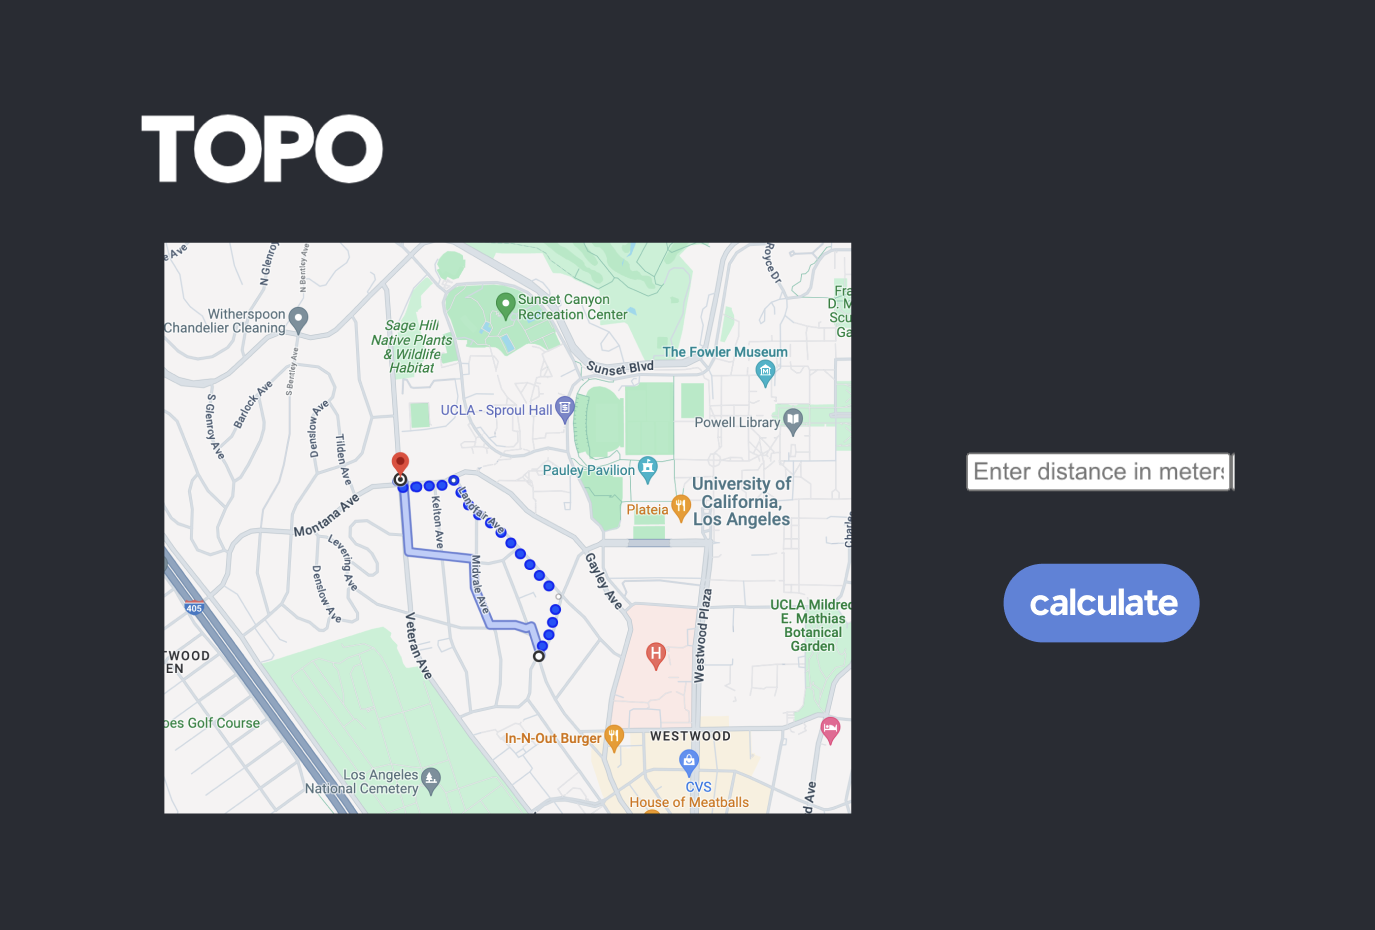 TOPO
e Ave
N Glenroy
N Bentley Ave
Royce Dr
Witherspoon
Chandelier Cleaning
Sunset Canyon
Recreation Center
Fra
D. M
Scu
Ga
Sage Hill
Native Plants
& Wildlife
Habitat
The Fowler Museum
Sunset Blvd
S Bentley Ave
Barlock Ave
S Glenroy Ave
Denslow Ave
Tilden Ave
UCLA - Sproul Hall
Powell Library
Pauley Pavilion
University of
California,
Los Angeles
Plateia
Enter distance in meters
Montana Ave
Kelton Ave
Landfair Ave
Levering Ave
Denslow Ave
Midvale Ave
Gayley Ave
Charles
405
Westwood Plaza
UCLA Mildred
E. Mathias
Botanical
Garden
calculate
Veteran Ave
H
TWOOD
EN
oes Golf Course
In-N-Out Burger
WESTWOOD
Los Angeles
National Cemetery
CVS
House of Meatballs
d Ave